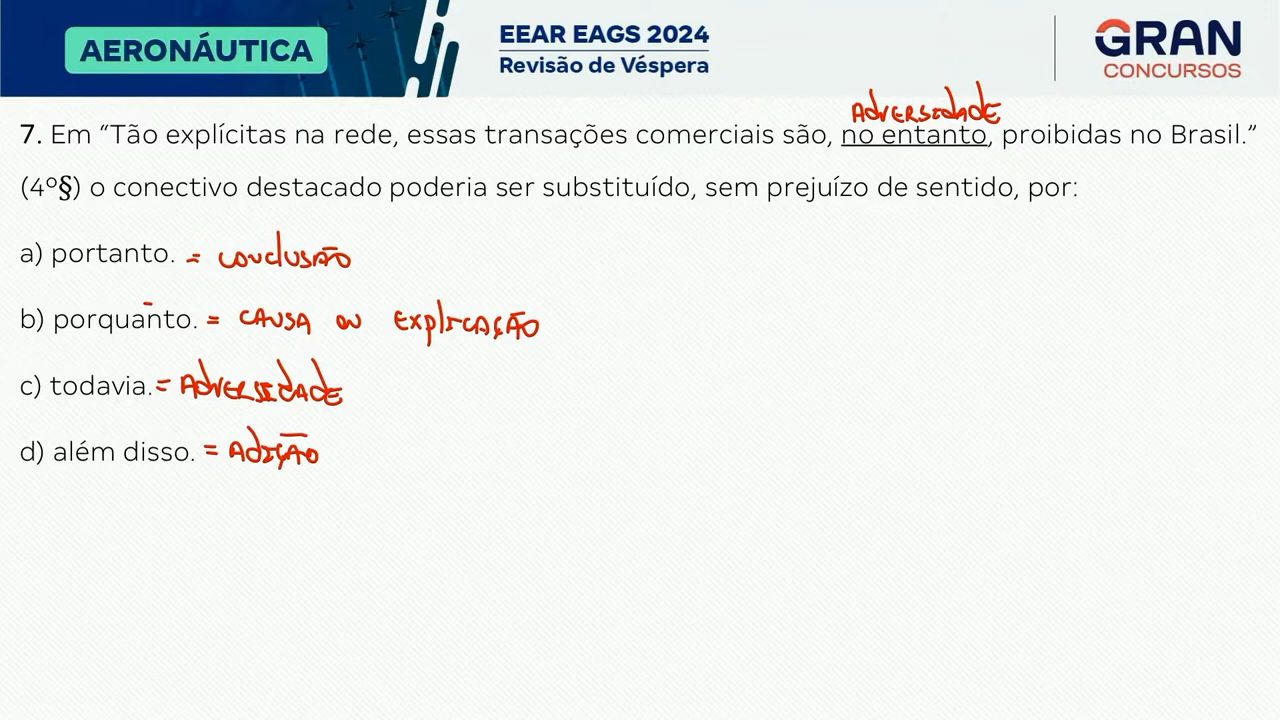 AERONÁUTICA
EEAR EAGS 2024
Revisão de Véspera
GRAN
CONCURSOS
ADVERSIDADE
7. Em “Tão explícitas na rede, essas transações comerciais são, no entanto, proibidas no Brasil.”
(4º§) o conectivo destacado poderia ser substituído, sem prejuízo de sentido, por:
a) portanto. = CONCLUSÃO
b) porquanto. = CAUSA OU EXPLICAÇÃO
c) todavia. = ADVERSIDADE
d) além disso. = ADIÇÃO